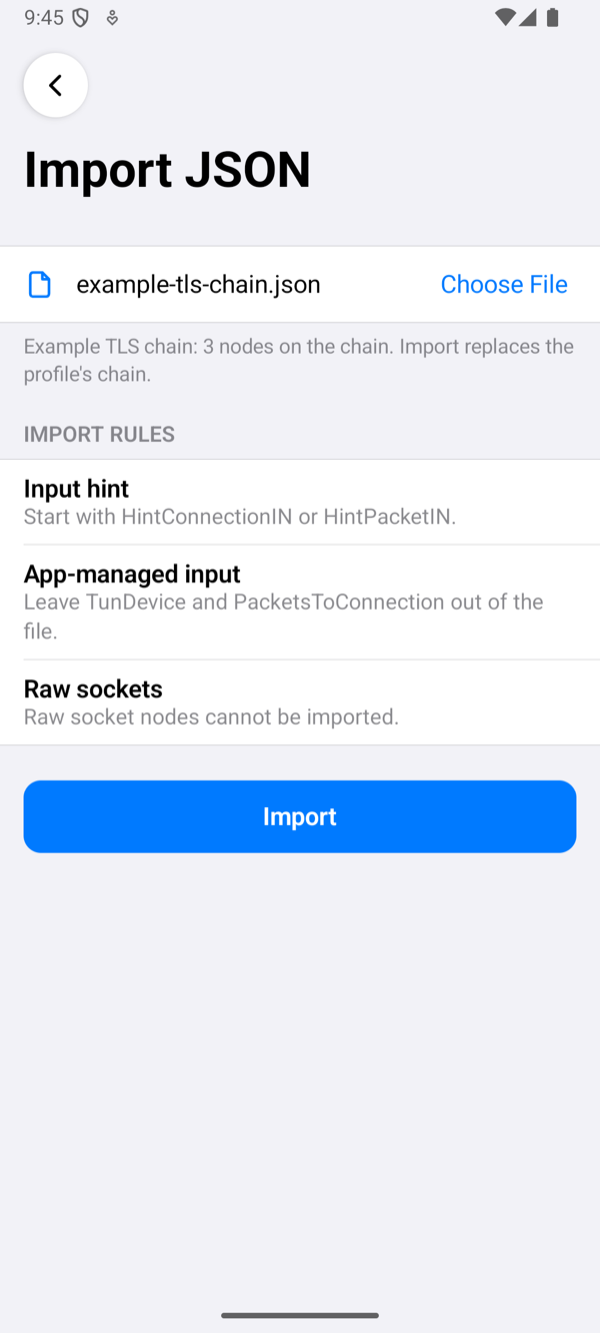 9:45
Import JSON
example-tls-chain.json
Choose File
Example TLS chain: 3 nodes on the chain. Import replaces the
profile's chain.
IMPORT RULES
Input hint
Start with HintConnectionIN or HintPacketIN.
App-managed input
Leave TunDevice and PacketsToConnection out of the
file.
Raw sockets
Raw socket nodes cannot be imported.
Import